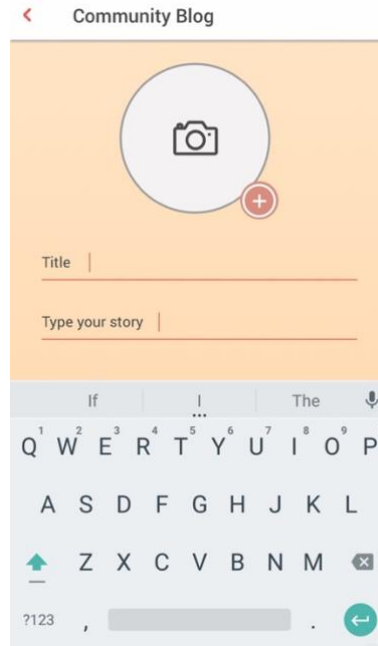 Community Blog
Title
Type your story
If I The
1 2 3 4 5 6 7 8 9
Q W E R T Y U I O P
A S D F G H J K L
Z X C V B N M
?123 , .